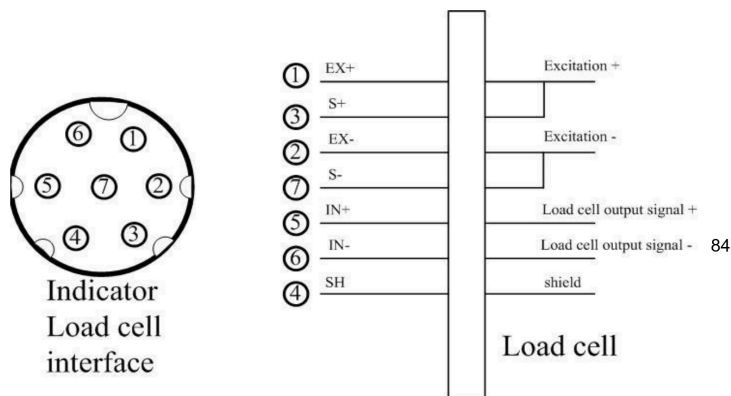 6
1
5
7
2
4
3
Indicator
Load cell
interface
1 EX+ Excitation +
3 S+
2 EX- Excitation -
7 S-
5 IN+ Load cell output signal +
6 IN- Load cell output signal - 84
4 SH shield
Load cell